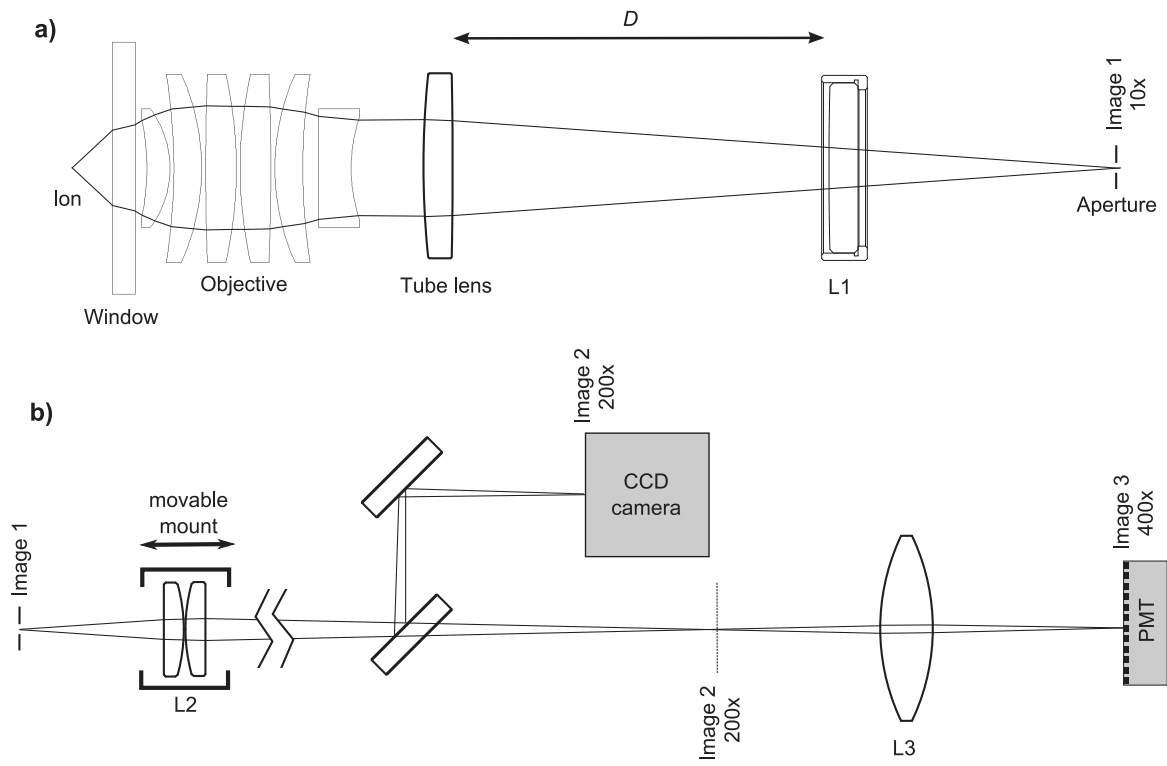 a)
D
Image 1
10x
Ion
Aperture
Objective
Tube lens
L1
Window
b)
Image 2
200x
CCD
camera
movable
mount
Image 1
Image 3
400x
PMT
L2
Image 2
200x
L3